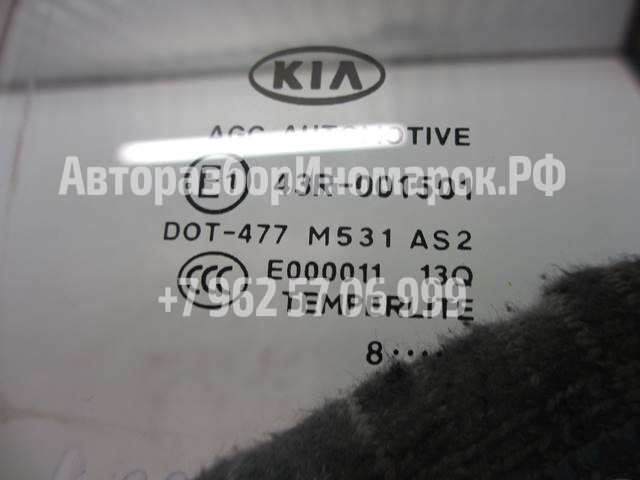 KIA
AGC AUTOMOTIVE
АвторазборИномарок.РФ
E1 43R-001501
DOT-477 M531 AS2
CCC E000011 13Q
+7 962 57 06 999
TEMPERLITE
8····